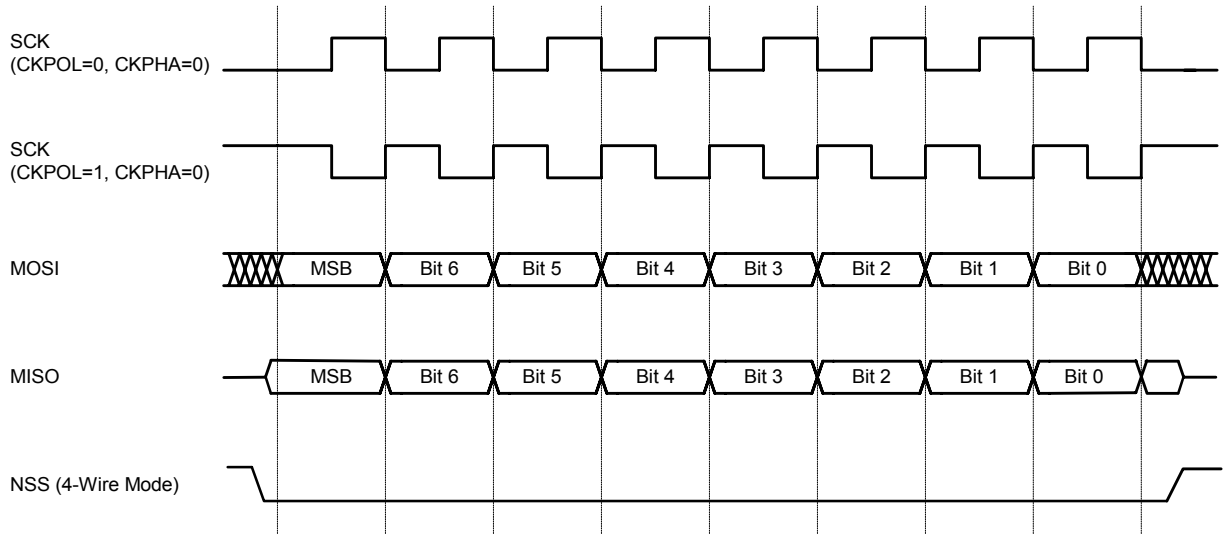 SCK
(CKPOL=0, CKPHA=0)
SCK
(CKPOL=1, CKPHA=0)
MOSI
MSB
Bit 6
Bit 5
Bit 4
Bit 3
Bit 2
Bit 1
Bit 0
MISO
MSB
Bit 6
Bit 5
Bit 4
Bit 3
Bit 2
Bit 1
Bit 0
NSS (4-Wire Mode)